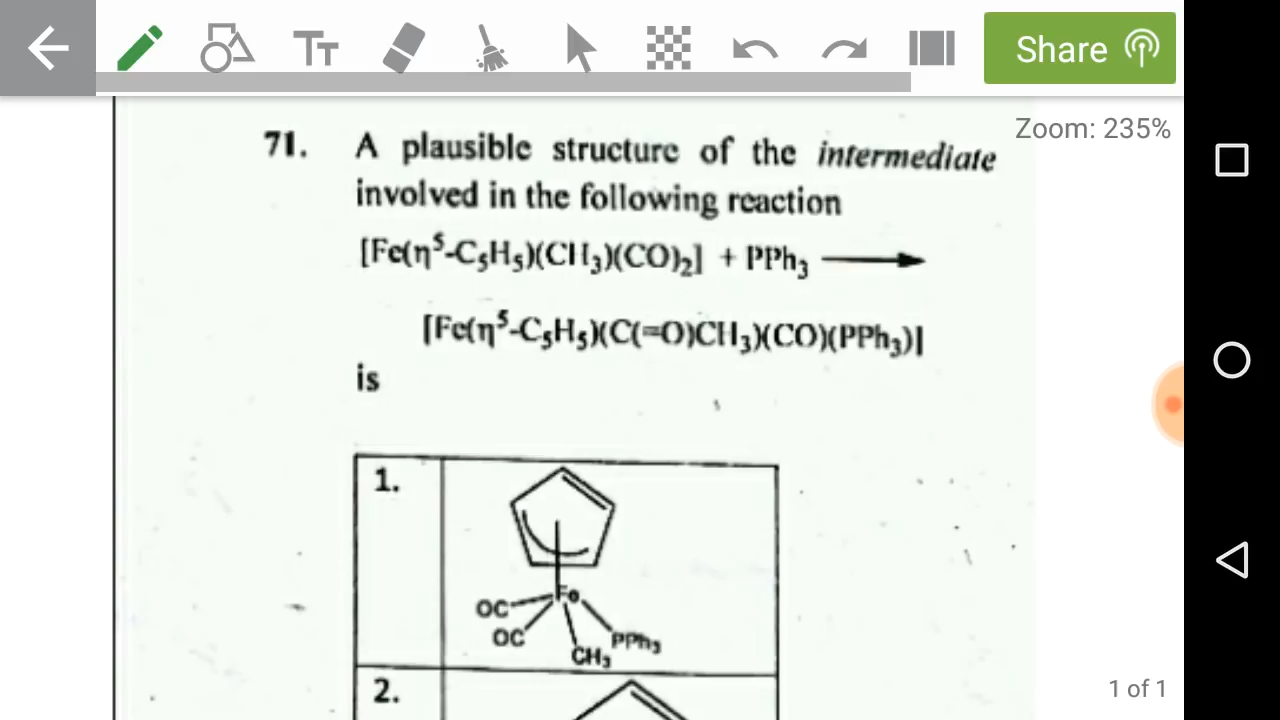 Share
Zoom: 235%
71. A plausible structure of the intermediate
involved in the following reaction
[Fe(η⁵-C₅H₅)(CH₃)(CO)₂] + PPh₃ ⟶
[Fe(η⁵-C₅H₅)(C(=O)CH₃)(CO)(PPh₃)]
is
1.
Fe
OC
OC
PPh₃
CH₃
2.
1 of 1